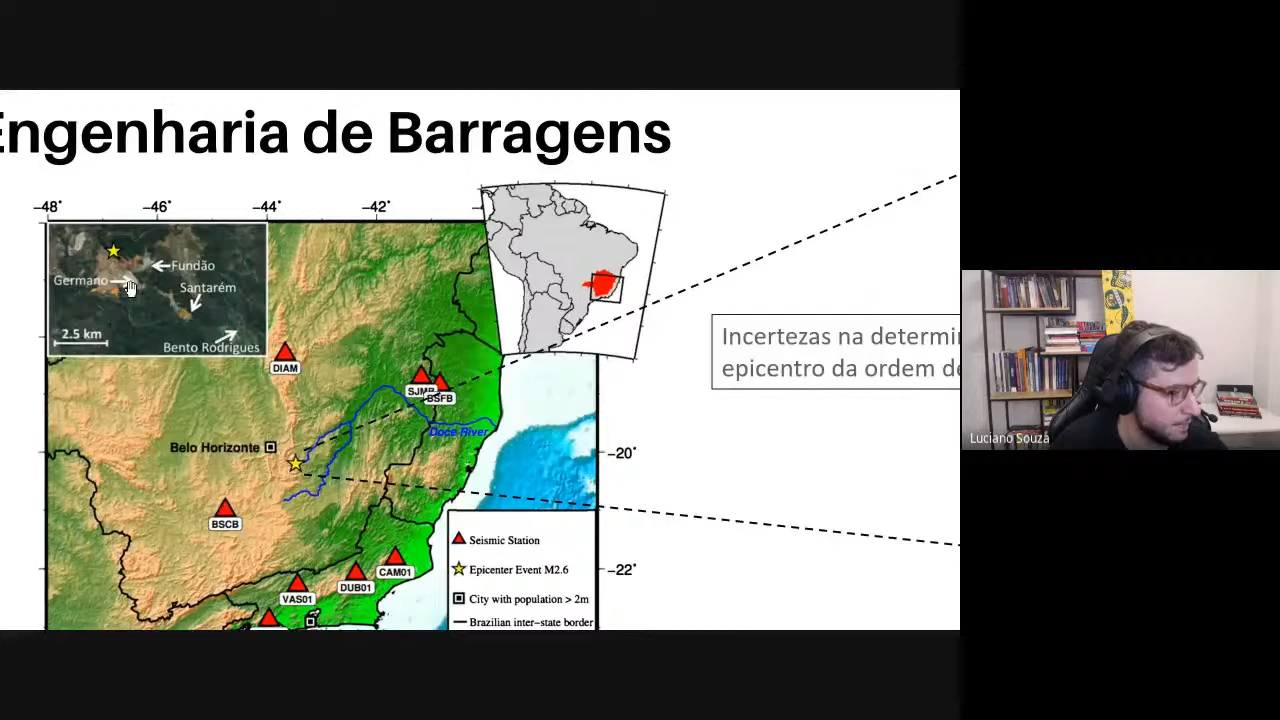 Engenharia de Barragens
-48° -46° -44° -42°
Fundão
Germano
Santarém
2.5 km
Bento Rodrigues
DIAM
SJMB
BSFB
Doce River
Belo Horizonte
-20°
BSCB
CAM01
DUB01
VAS01
-22°
Seismic Station
Epicenter Event M2.6
City with population > 2m
Brazilian inter-state border
Incertezas na determi
epicentro da ordem de
Luciano Souza